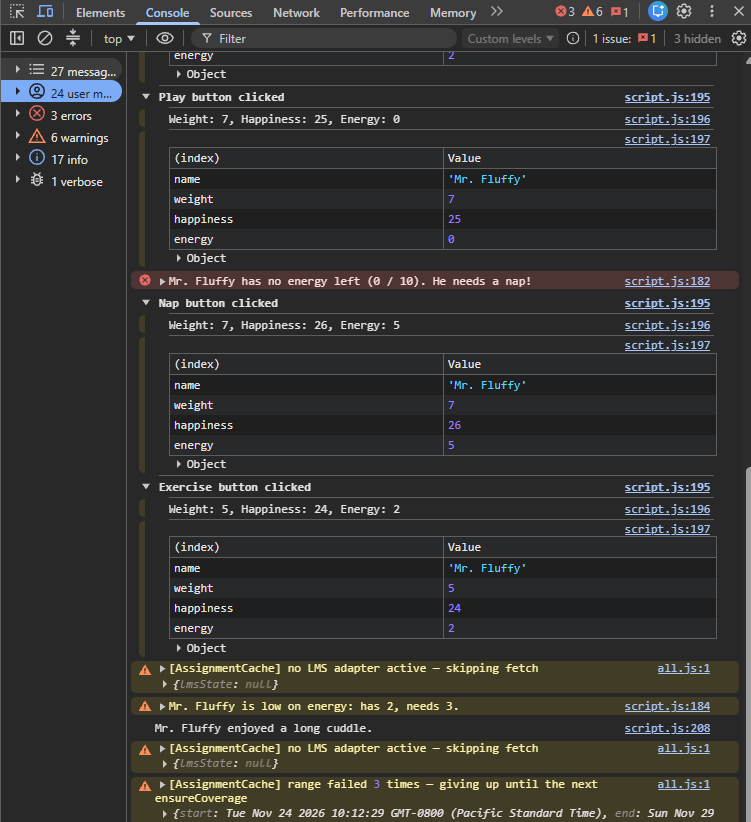 Elements Console Sources Network Performance Memory 3 6 1
top Filter Custom levels 1 issue: 1 3 hidden
27 messag...
24 user m...
3 errors
6 warnings
17 info
1 verbose
energy 2
Object
Play button clicked script.js:195
Weight: 7, Happiness: 25, Energy: 0 script.js:196
script.js:197
(index) Value
name 'Mr. Fluffy'
weight 7
happiness 25
energy 0
Object
Mr. Fluffy has no energy left (0 / 10). He needs a nap! script.js:182
Nap button clicked script.js:195
Weight: 7, Happiness: 26, Energy: 5 script.js:196
script.js:197
(index) Value
name 'Mr. Fluffy'
weight 7
happiness 26
energy 5
Object
Exercise button clicked script.js:195
Weight: 5, Happiness: 24, Energy: 2 script.js:196
script.js:197
(index) Value
name 'Mr. Fluffy'
weight 5
happiness 24
energy 2
Object
[AssignmentCache] no LMS adapter active — skipping fetch all.js:1
{lmsState: null}
Mr. Fluffy is low on energy: has 2, needs 3. script.js:184
Mr. Fluffy enjoyed a long cuddle. script.js:208
[AssignmentCache] no LMS adapter active — skipping fetch all.js:1
{lmsState: null}
[AssignmentCache] range failed 3 times — giving up until the next all.js:1
ensureCoverage
{start: Tue Nov 24 2026 10:12:29 GMT-0800 (Pacific Standard Time), end: Sun Nov 29